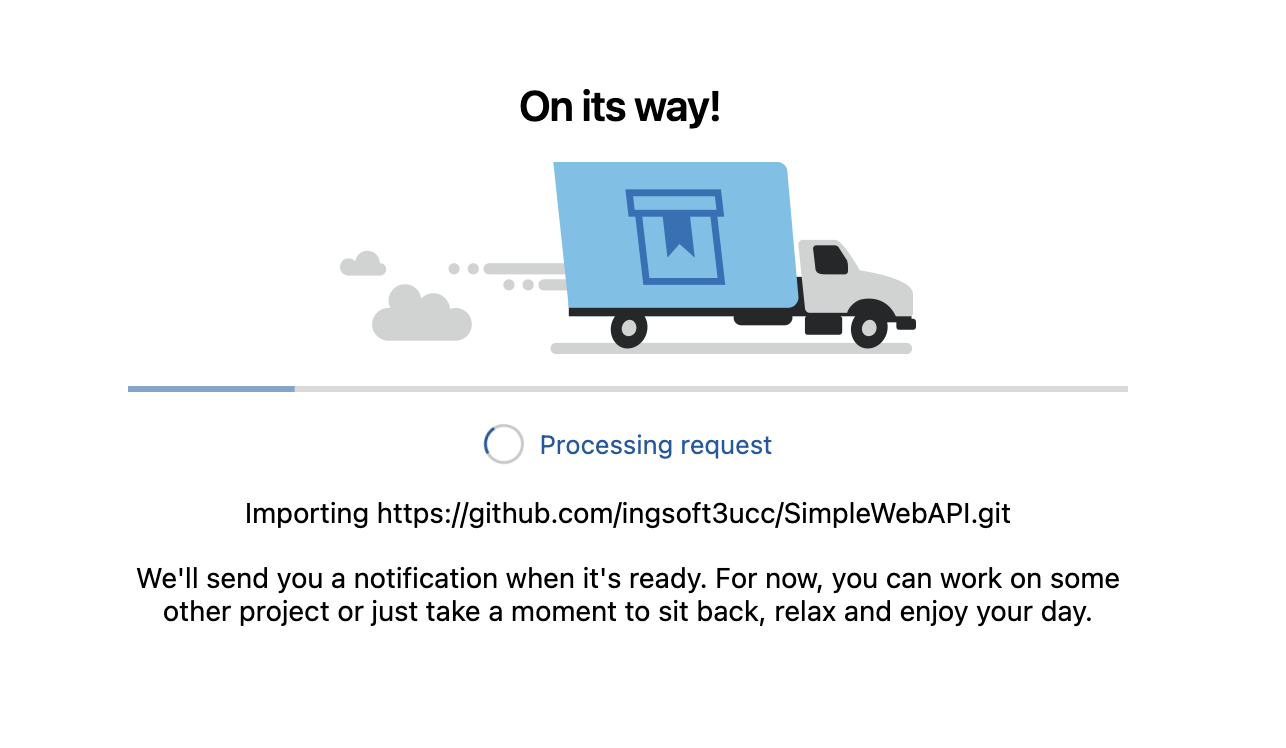 On its way!
Processing request
Importing https://github.com/ingsoft3ucc/SimpleWebAPI.git
We'll send you a notification when it's ready. For now, you can work on some
other project or just take a moment to sit back, relax and enjoy your day.